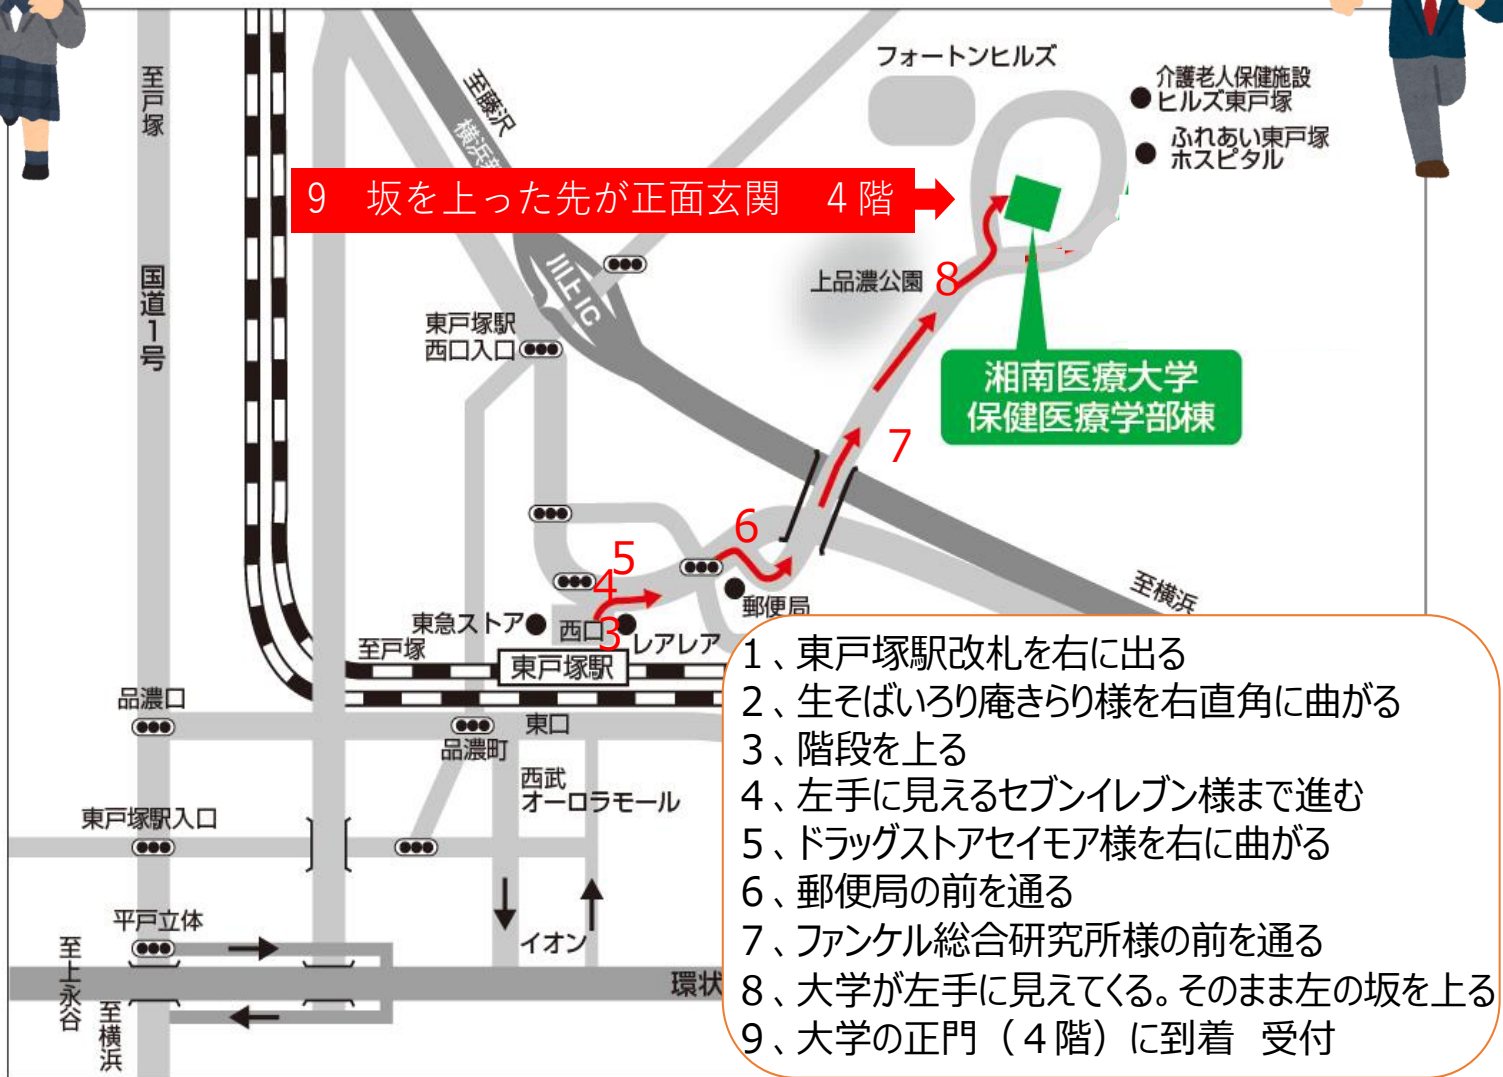 フォートンヒルズ
介護老人保健施設
ヒルズ東戸塚
ふれあい東戸塚
ホスピタル
至戸塚
至藤沢
9　坂を上った先が正面玄関　４階
国道1号
川上IC
上品濃公園
8
東戸塚駅
西口入口
湘南医療大学
保健医療学部棟
7
6
5
4
3
郵便局
至横浜
東急ストア
西口
レアレア
至戸塚
東戸塚駅
品濃口
東口
品濃町
西武
オーロラモール
東戸塚駅入口
平戸立体
イオン
環状
至上永谷
至横浜
１、東戸塚駅改札を右に出る
２、生そばいろり庵きらり様を右直角に曲がる
３、階段を上る
４、左手に見えるセブンイレブン様まで進む
５、ドラッグストアセイモア様を右に曲がる
６、郵便局の前を通る
７、ファンケル総合研究所様の前を通る
８、大学が左手に見えてくる。そのまま左の坂を上る
９、大学の正門（４階）に到着　受付